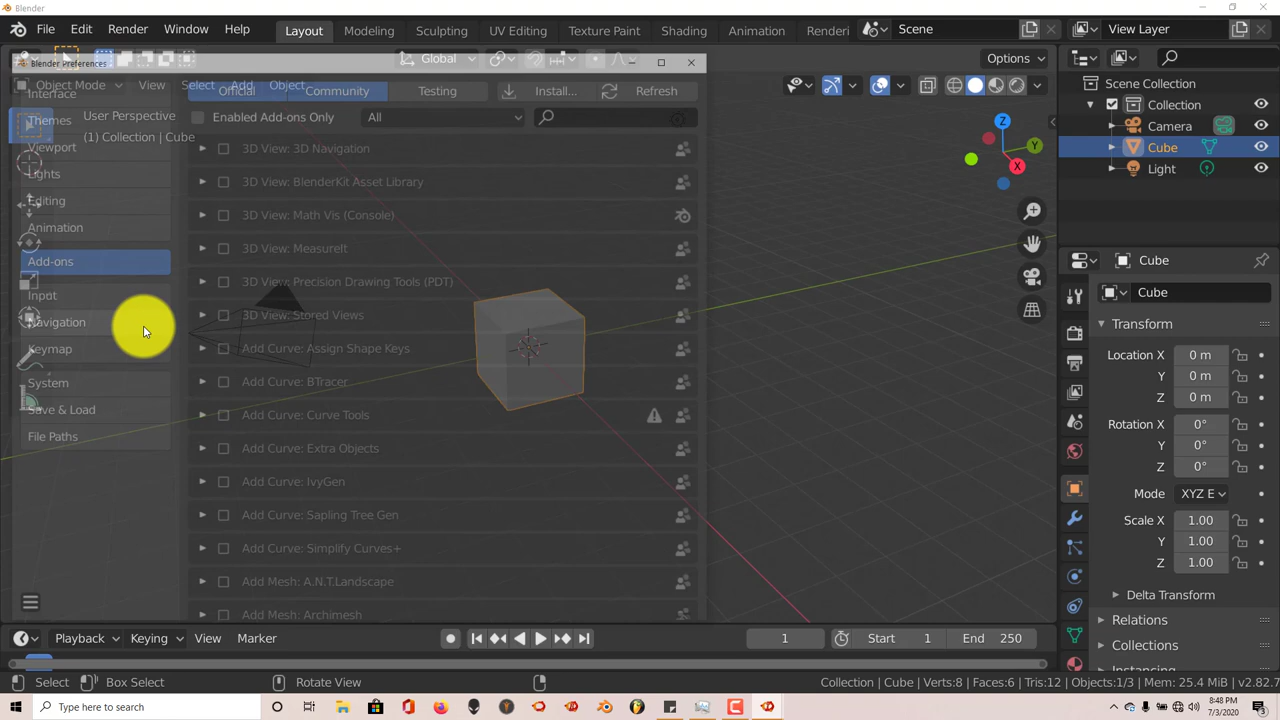 Blender
File Edit Render Window Help Layout Modeling Sculpting UV Editing Texture Paint Shading Animation Renderi Scene View Layer
Blender Preferences Global Options
Object Mode View Select Add Object
Interface Official Community Testing Install... Refresh
Themes User Perspective Enabled Add-ons Only All
(1) Collection | Cube
Viewport 3D View: 3D Navigation
Lights 3D View: BlenderKit Asset Library
Editing 3D View: Math Vis (Console)
Animation 3D View: MeasureIt
Add-ons 3D View: Precision Drawing Tools (PDT)
Input 3D View: Stored Views
Navigation Add Curve: Assign Shape Keys
Keymap Add Curve: BTracer
System Add Curve: Curve Tools
Save & Load Add Curve: Extra Objects
File Paths Add Curve: IvyGen
Add Curve: Sapling Tree Gen
Add Curve: Simplify Curves+
Add Mesh: A.N.T.Landscape
Add Mesh: Archimesh
Z
Y
X
Scene Collection
Collection
Camera
Cube
Light
Cube
Cube
Transform
Location X 0 m
Y 0 m
Z 0 m
Rotation X 0°
Y 0°
Z 0°
Mode XYZ E
Scale X 1.00
Y 1.00
Z 1.00
Delta Transform
Relations
Collections
Instancing
Playback Keying View Marker 1 Start 1 End 250
Select Box Select Rotate View Collection | Cube | Verts:8 | Faces:6 | Tris:12 | Objects:1/3 | Mem: 25.4 MiB | v2.82.7
Type here to search 8:48 PM
7/3/2020